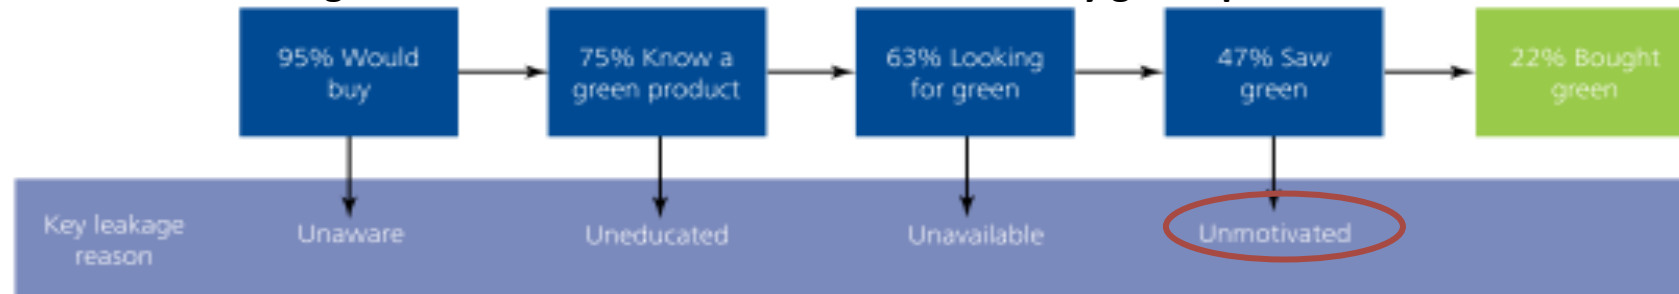 95% Would
buy
75% Know a
green product
63% Looking
for green
47% Saw
green
22% Bought
green
Key leakage
reason
Unaware
Uneducated
Unavailable
Unmotivated